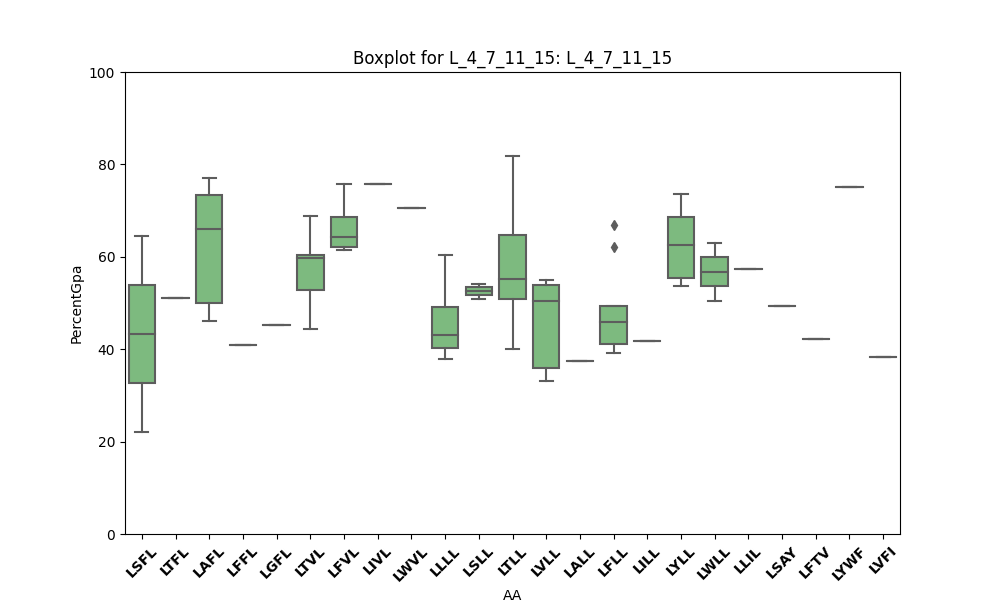 Boxplot for L_4_7_11_15: L_4_7_11_15
100
80
60
40
20
0
PercentGpa
LSFL LTFL LAFL LFFL LGFL LTVL LFVL LIVL LWVL LLLL LSLL LTLL LVLL LALL LFLL LILL LYLL LWLL LLIL LSAY LFTV LYWF LVFI
AA